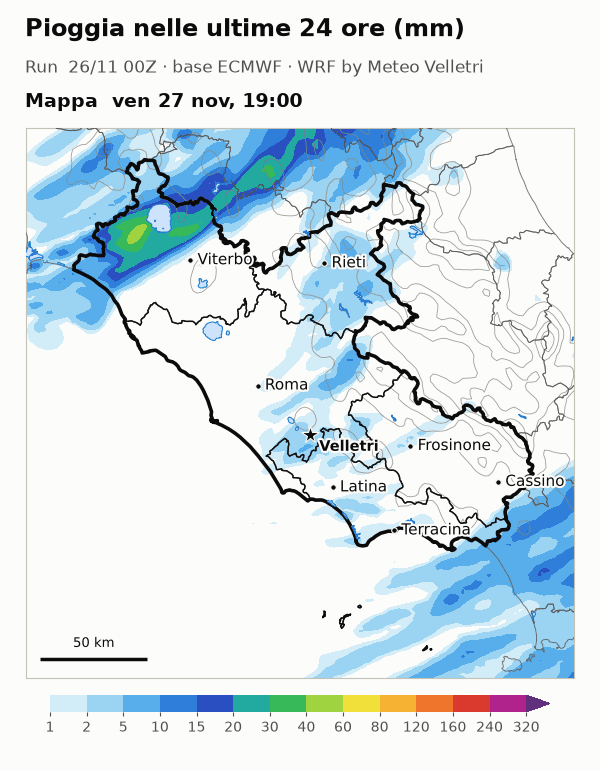 Pioggia nelle ultime 24 ore (mm)
Run  26/11 00Z · base ECMWF · WRF by Meteo Velletri
Mappa  ven 27 nov, 19:00
Viterbo
Rieti
Roma
Velletri
Frosinone
Latina
Cassino
Terracina
50 km
1 2 5 10 15 20 30 40 60 80 120 160 240 320